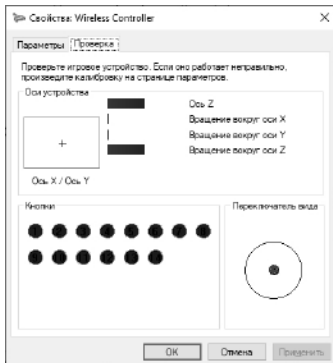 Свойства: Wireless Controller
Параметры Проверка
Проверьте игровое устройство. Если оно работает неправильно,
произведите калибровку на странице параметров.
Оси устройства
Ось Z
Вращение вокруг оси X
Вращение вокруг оси Y
Вращение вокруг оси Z
Ось X / Ось Y
Кнопки
Переключатель вида
OK Отмена Применить